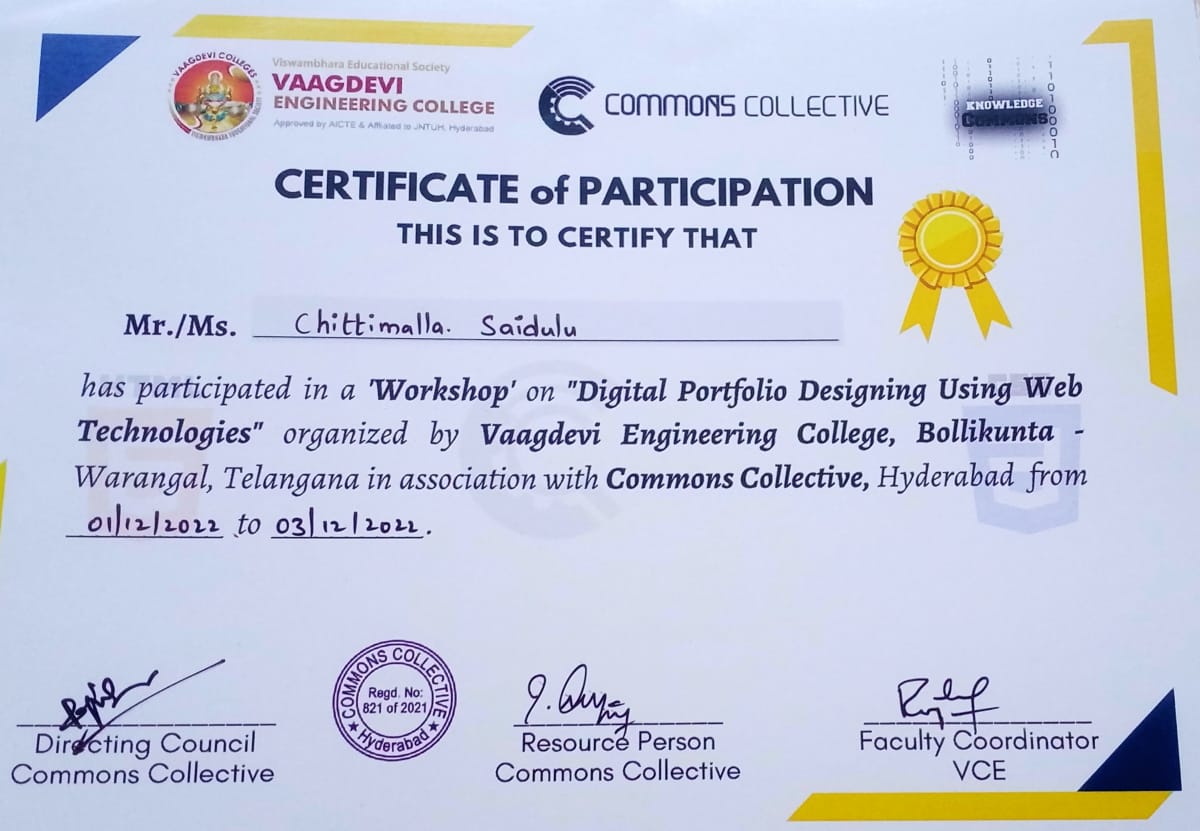 VAAGDEVI COLLEGES
Viswambhara Educational Society
VAAGDEVI
ENGINEERING COLLEGE
Approved by AICTE & Affiliated to JNTUH, Hyderabad
COMMONS COLLECTIVE
KNOWLEDGE
COMMONS
CERTIFICATE of PARTICIPATION
THIS IS TO CERTIFY THAT
Mr./Ms. Chittimalla. Saidulu
has participated in a 'Workshop' on "Digital Portfolio Designing Using Web
Technologies" organized by Vaagdevi Engineering College, Bollikunta -
Warangal, Telangana in association with Commons Collective, Hyderabad from
01/12/2022 to 03/12/2022.
COMMONS COLLECTIVE
Regd. No:
821 of 2021
Hyderabad
Directing Council
Commons Collective
Resource Person
Commons Collective
Faculty Coordinator
VCE